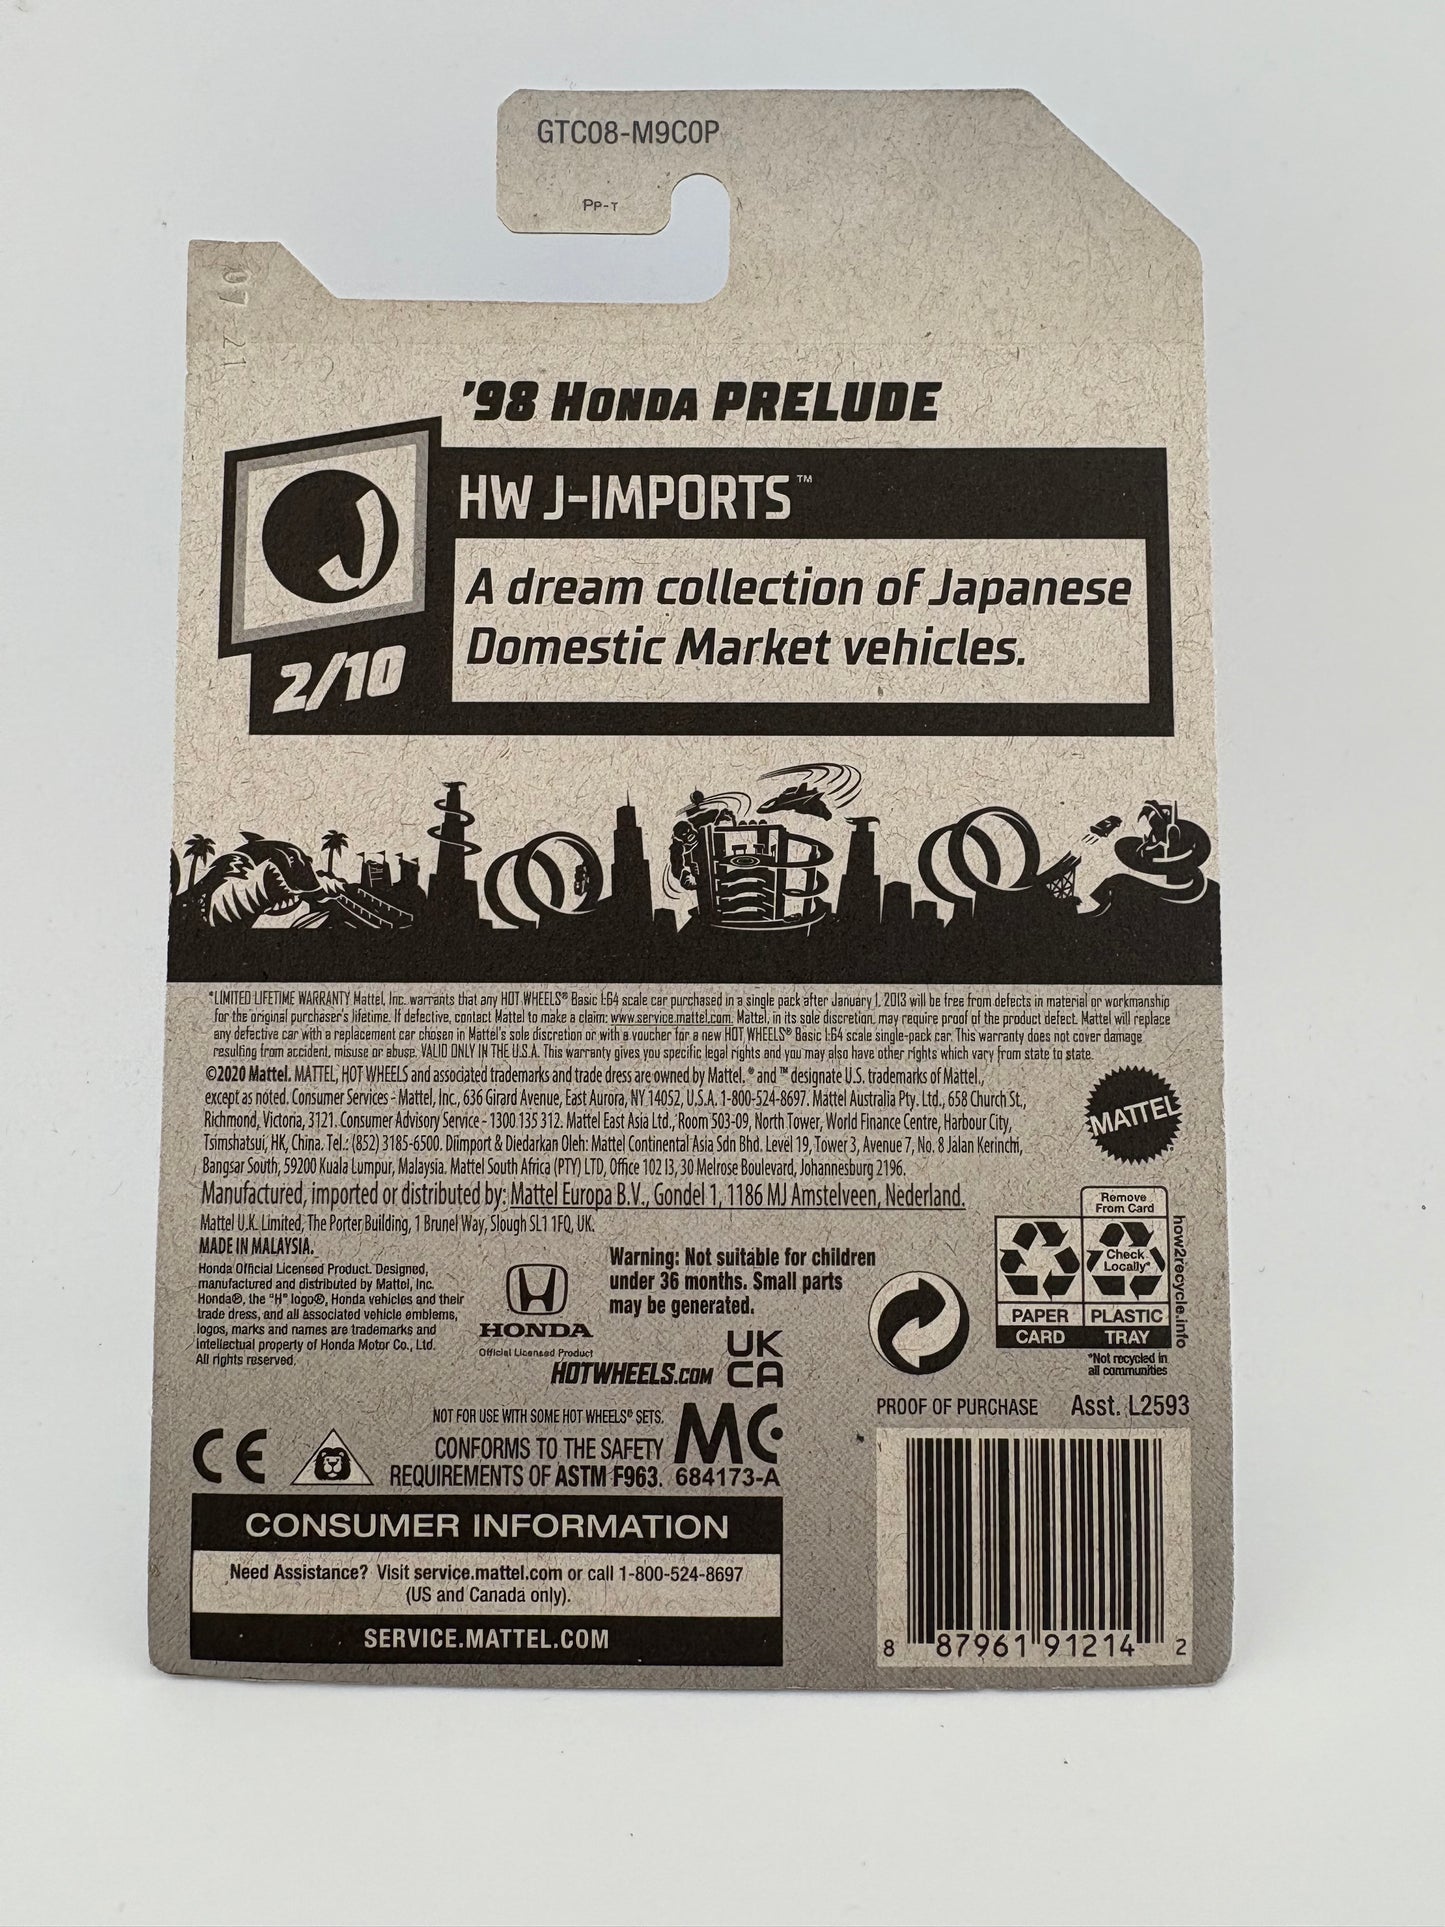 GTC08-M9C0P
PP-T
07 21
'98 HONDA PRELUDE
HW J-IMPORTS™
A dream collection of Japanese
Domestic Market vehicles.
J
2/10
*LIMITED LIFETIME WARRANTY Mattel, Inc. warrants that any HOT WHEELS® Basic 1:64 scale car purchased in a single pack after January 1, 2013 will be free from defects in material or workmanship
for the original purchaser's lifetime. If defective, contact Mattel to make a claim: www.service.mattel.com. Mattel, in its sole discretion, may require proof of the product defect. Mattel will replace
any defective car with a replacement car chosen in Mattel's sole discretion or with a voucher for a new HOT WHEELS® Basic 1:64 scale single-pack car. This warranty does not cover damage
resulting from accident, misuse or abuse. VALID ONLY IN THE U.S.A. This warranty gives you specific legal rights and you may also have other rights which vary from state to state.
©2020 Mattel. MATTEL, HOT WHEELS and associated trademarks and trade dress are owned by Mattel. ® and ™ designate U.S. trademarks of Mattel.,
except as noted. Consumer Services - Mattel, Inc., 636 Girard Avenue, East Aurora, NY 14052, U.S.A. 1-800-524-8697. Mattel Australia Pty. Ltd., 658 Church St.,
Richmond, Victoria, 3121. Consumer Advisory Service - 1300 135 312. Mattel East Asia Ltd., Room 503-09, North Tower, World Finance Centre, Harbour City,
Tsimshatsui, HK, China. Tel.: (852) 3185-6500. Diimport & Diedarkan Oleh: Mattel Continental Asia Sdn Bhd. Level 19, Tower 3, Avenue 7, No. 8 Jalan Kerinchi,
Bangsar South, 59200 Kuala Lumpur, Malaysia. Mattel South Africa (PTY) LTD, Office 102 I3, 30 Melrose Boulevard, Johannesburg 2196.
MATTEL
Manufactured, imported or distributed by: Mattel Europa B.V., Gondel 1, 1186 MJ Amstelveen, Nederland.
Mattel U.K. Limited, The Porter Building, 1 Brunel Way, Slough SL1 1FQ, UK.
MADE IN MALAYSIA.
Honda Official Licensed Product. Designed,
manufactured and distributed by Mattel, Inc.
Honda®, the "H" logo®, Honda vehicles and their
trade dress, and all associated vehicle emblems,
logos, marks and names are trademarks and
intellectual property of Honda Motor Co., Ltd.
All rights reserved.
HONDA
Official Licensed Product
Warning: Not suitable for children
under 36 months. Small parts
may be generated.
HOTWHEELS.COM
UK
CA
Remove
From Card
Check
Locally*
PAPER
CARD
PLASTIC
TRAY
*Not recycled in
all communities
how2recycle.info
CE
NOT FOR USE WITH SOME HOT WHEELS® SETS.
CONFORMS TO THE SAFETY
REQUIREMENTS OF ASTM F963.
MC
684173-A
PROOF OF PURCHASE Asst. L2593
8 87961 91214 2
CONSUMER INFORMATION
Need Assistance? Visit service.mattel.com or call 1-800-524-8697
(US and Canada only).
SERVICE.MATTEL.COM